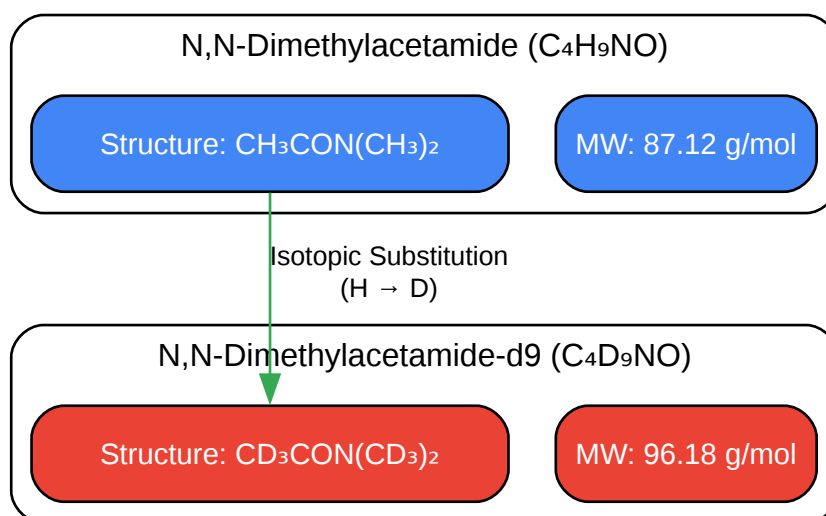 N,N-Dimethylacetamide (C₄H₉NO)
Structure: CH₃CON(CH₃)₂
MW: 87.12 g/mol
Isotopic Substitution
(H → D)
N,N-Dimethylacetamide-d9 (C₄D₉NO)
Structure: CD₃CON(CD₃)₂
MW: 96.18 g/mol